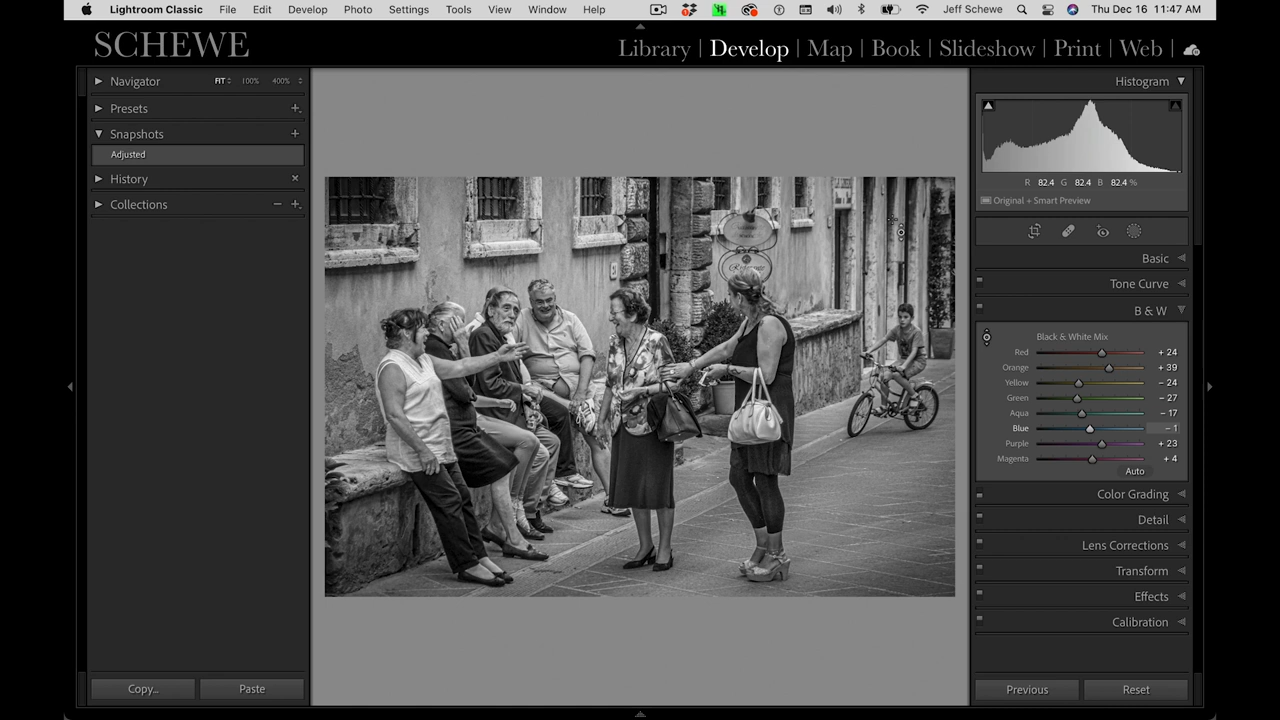 Lightroom Classic File Edit Develop Photo Settings Tools View Window Help Jeff Schewe Thu Dec 16 11:47 AM
SCHEWE Library | Develop | Map | Book | Slideshow | Print | Web |
Navigator FIT 100% 400%
Presets
Snapshots
Adjusted
History
Collections
Copy... Paste
Ristorante
Histogram
R 82.4 G 82.4 B 82.4 %
Original + Smart Preview
Basic
Tone Curve
B & W
Black & White Mix
Red + 24
Orange + 39
Yellow - 24
Green - 27
Aqua - 17
Blue - 1
Purple + 23
Magenta + 4
Auto
Color Grading
Detail
Lens Corrections
Transform
Effects
Calibration
Previous Reset